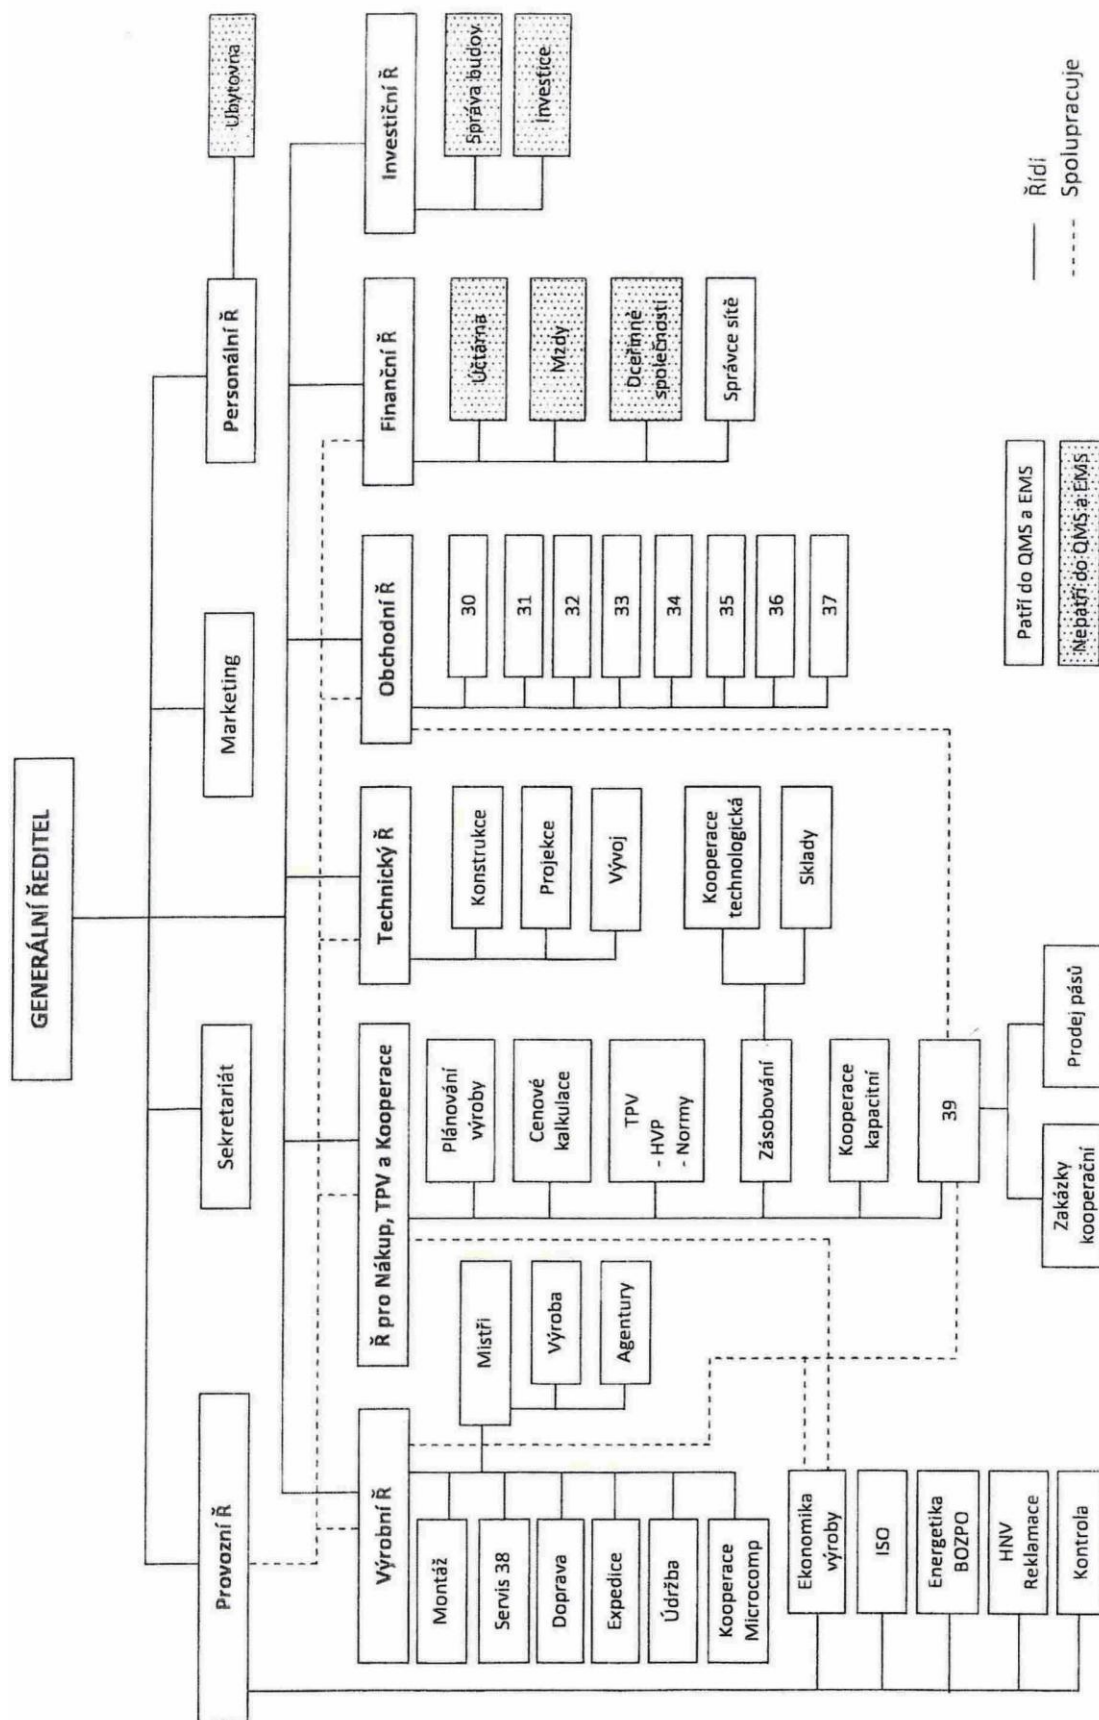 GENERÁLNÍ ŘEDITEL
Provozní Ř
Sekretariát
Marketing
Personální Ř
Ubytovna
Výrobní Ř
Ř pro Nákup, TPV a Kooperace
Technický Ř
Obchodní Ř
Finanční Ř
Investiční Ř
Montáž
Servis 38
Doprava
Expedice
Údržba
Kooperace
Microcomp
Mistři
Výroba
Agentury
Ekonomika
výroby
ISO
Energetika
BOZPO
HNV
Reklamace
Kontrola
Plánování
výroby
Cenové
kalkulace
TPV
- HVP
- Normy
Zásobování
Kooperace
kapacitní
39
Zakázky
kooperační
Prodej pásů
Konstrukce
Projekce
Vývoj
Kooperace
technologická
Sklady
30
31
32
33
34
35
36
37
Účtárna
Mzdy
Dceřinné
společnosti
Správce sítě
Správa budov
Investice
Patří do QMS a EMS
Nepatří do QMS a EMS
Řídí
Spolupracuje